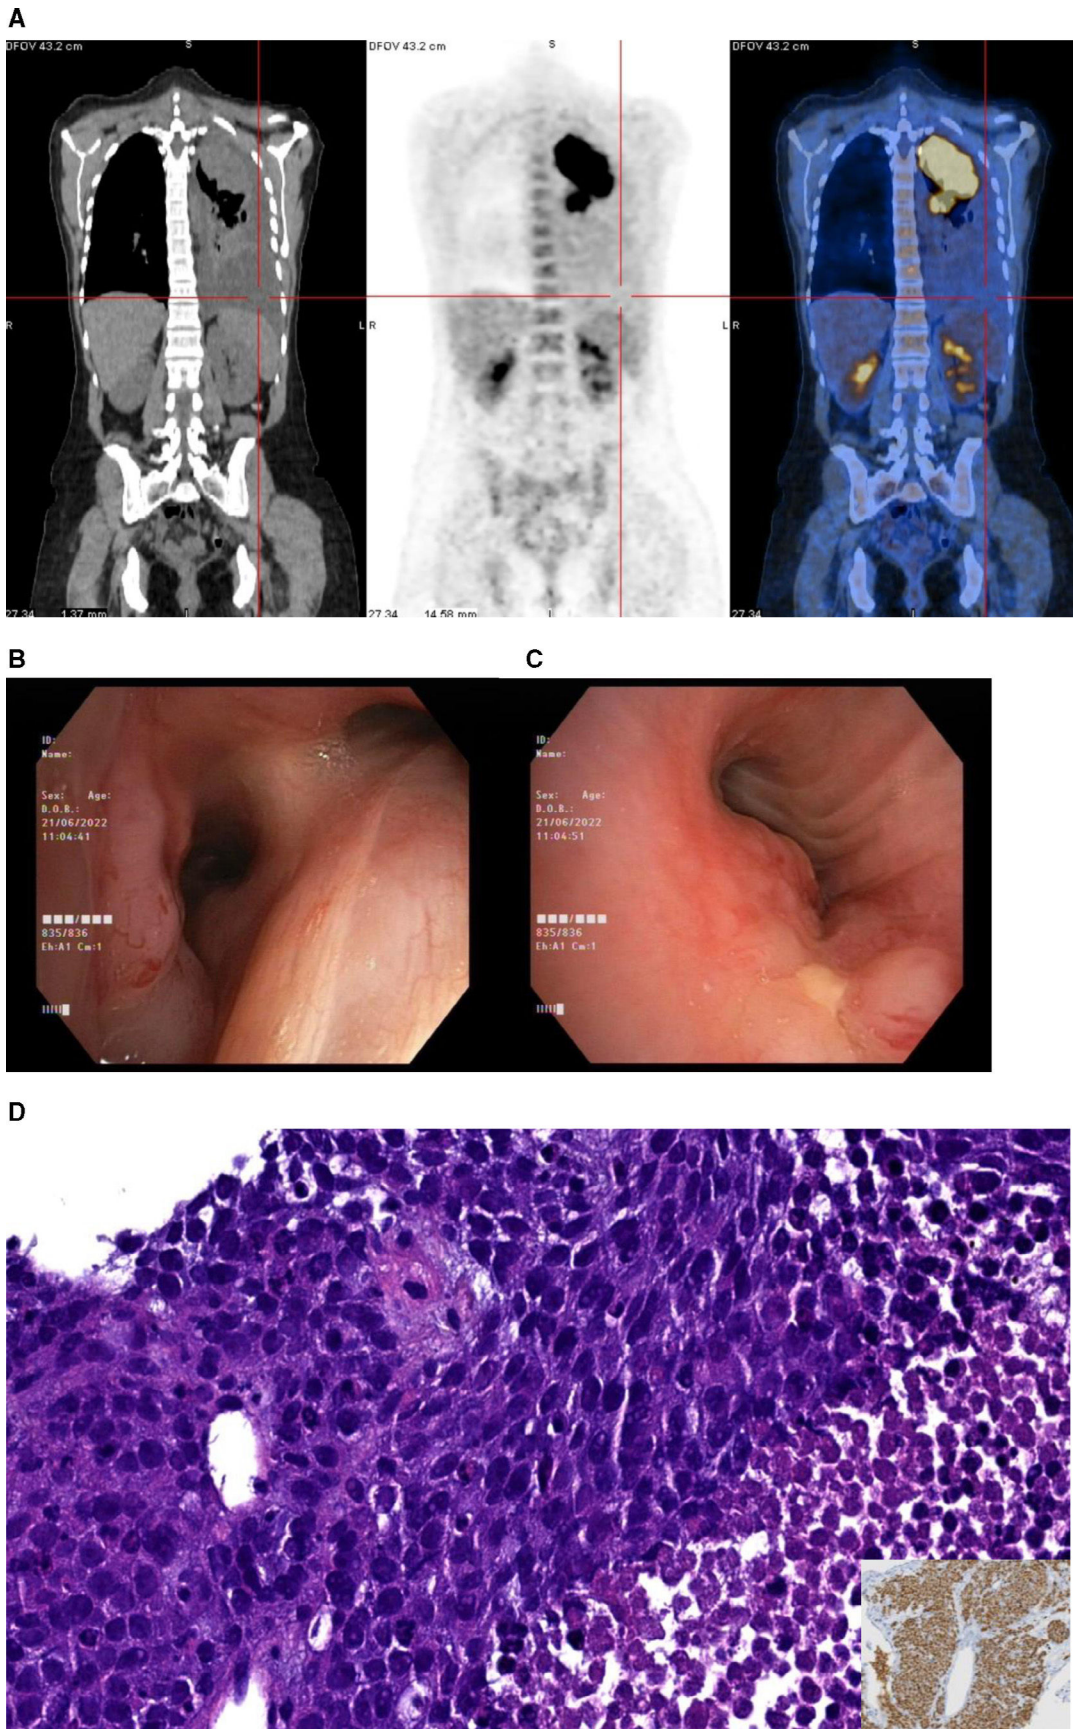 A
DFOV 43.2 cm
S
DFOV 43.2 cm
S
DFOV 43.2 cm
S
R
L
R
L
R
27.34
1.37 mm
27.34
14.58 mm
I
27.34
I
B
C
ID:
Name:
Sex: Age:
D.O.B.:
21/06/2022
11:04:41
835/836
Eh:A1 Cm:1
ID:
Name:
Sex: Age:
D.O.B.:
21/06/2022
11:04:51
835/836
Eh:A1 Cm:1
D